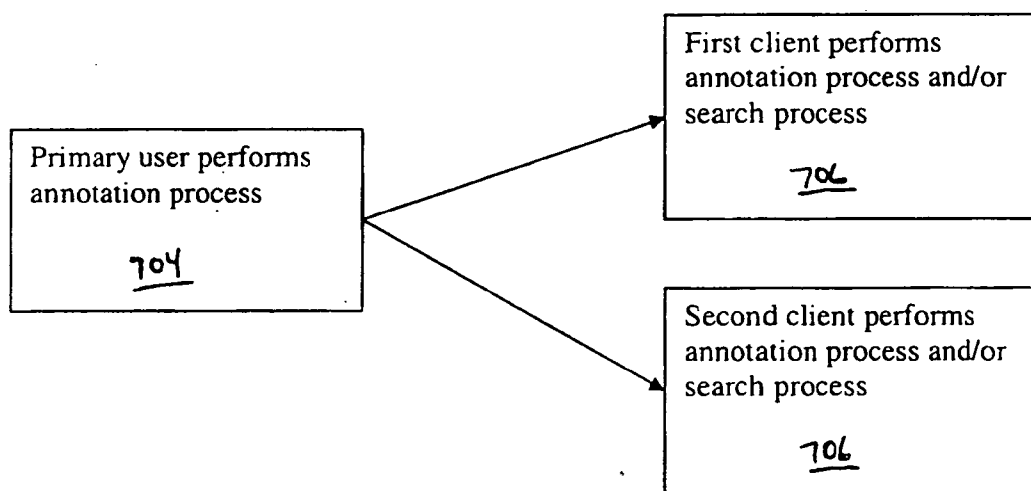 Primary user performs
annotation process
704
First client performs
annotation process and/or
search process
706
Second client performs
annotation process and/or
search process
706